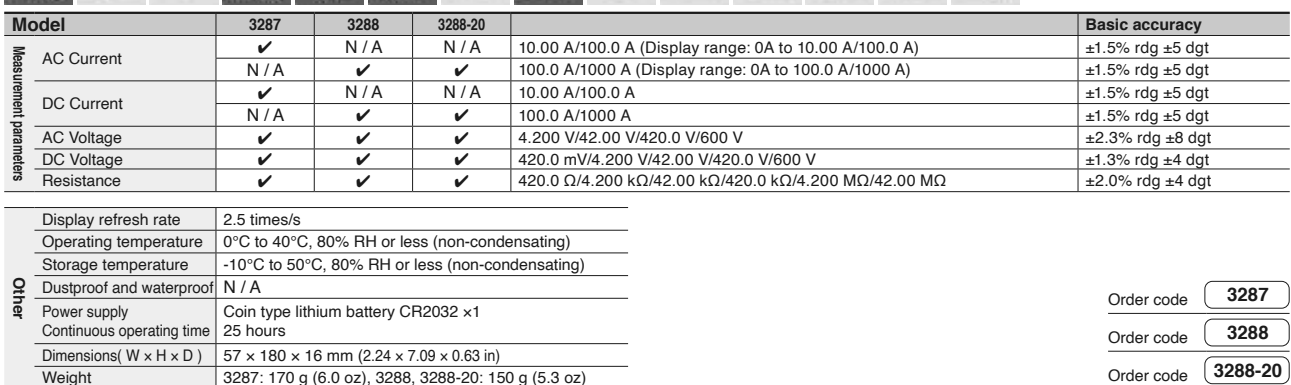 Model 3287 3288 3288-20 Basic accuracy
Measurement parameters
AC Current ✔ N / A N / A 10.00 A/100.0 A (Display range: 0A to 10.00 A/100.0 A) ±1.5% rdg ±5 dgt
N / A ✔ ✔ 100.0 A/1000 A (Display range: 0A to 100.0 A/1000 A) ±1.5% rdg ±5 dgt
DC Current ✔ N / A N / A 10.00 A/100.0 A ±1.5% rdg ±5 dgt
N / A ✔ ✔ 100.0 A/1000 A ±1.5% rdg ±5 dgt
AC Voltage ✔ ✔ ✔ 4.200 V/42.00 V/420.0 V/600 V ±2.3% rdg ±8 dgt
DC Voltage ✔ ✔ ✔ 420.0 mV/4.200 V/42.00 V/420.0 V/600 V ±1.3% rdg ±4 dgt
Resistance ✔ ✔ ✔ 420.0 Ω/4.200 kΩ/42.00 kΩ/420.0 kΩ/4.200 MΩ/42.00 MΩ ±2.0% rdg ±4 dgt
Other
Display refresh rate 2.5 times/s
Operating temperature 0°C to 40°C, 80% RH or less (non-condensating)
Storage temperature -10°C to 50°C, 80% RH or less (non-condensating)
Dustproof and waterproof N / A
Power supply Coin type lithium battery CR2032 ×1
Continuous operating time 25 hours
Dimensions( W × H × D ) 57 × 180 × 16 mm (2.24 × 7.09 × 0.63 in)
Weight 3287: 170 g (6.0 oz), 3288, 3288-20: 150 g (5.3 oz)
Order code 3287
Order code 3288
Order code 3288-20